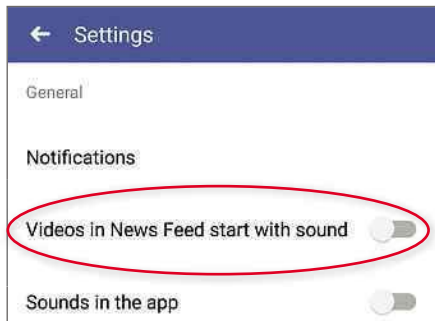 Settings
General
Notifications
Videos in News Feed start with sound
Sounds in the app